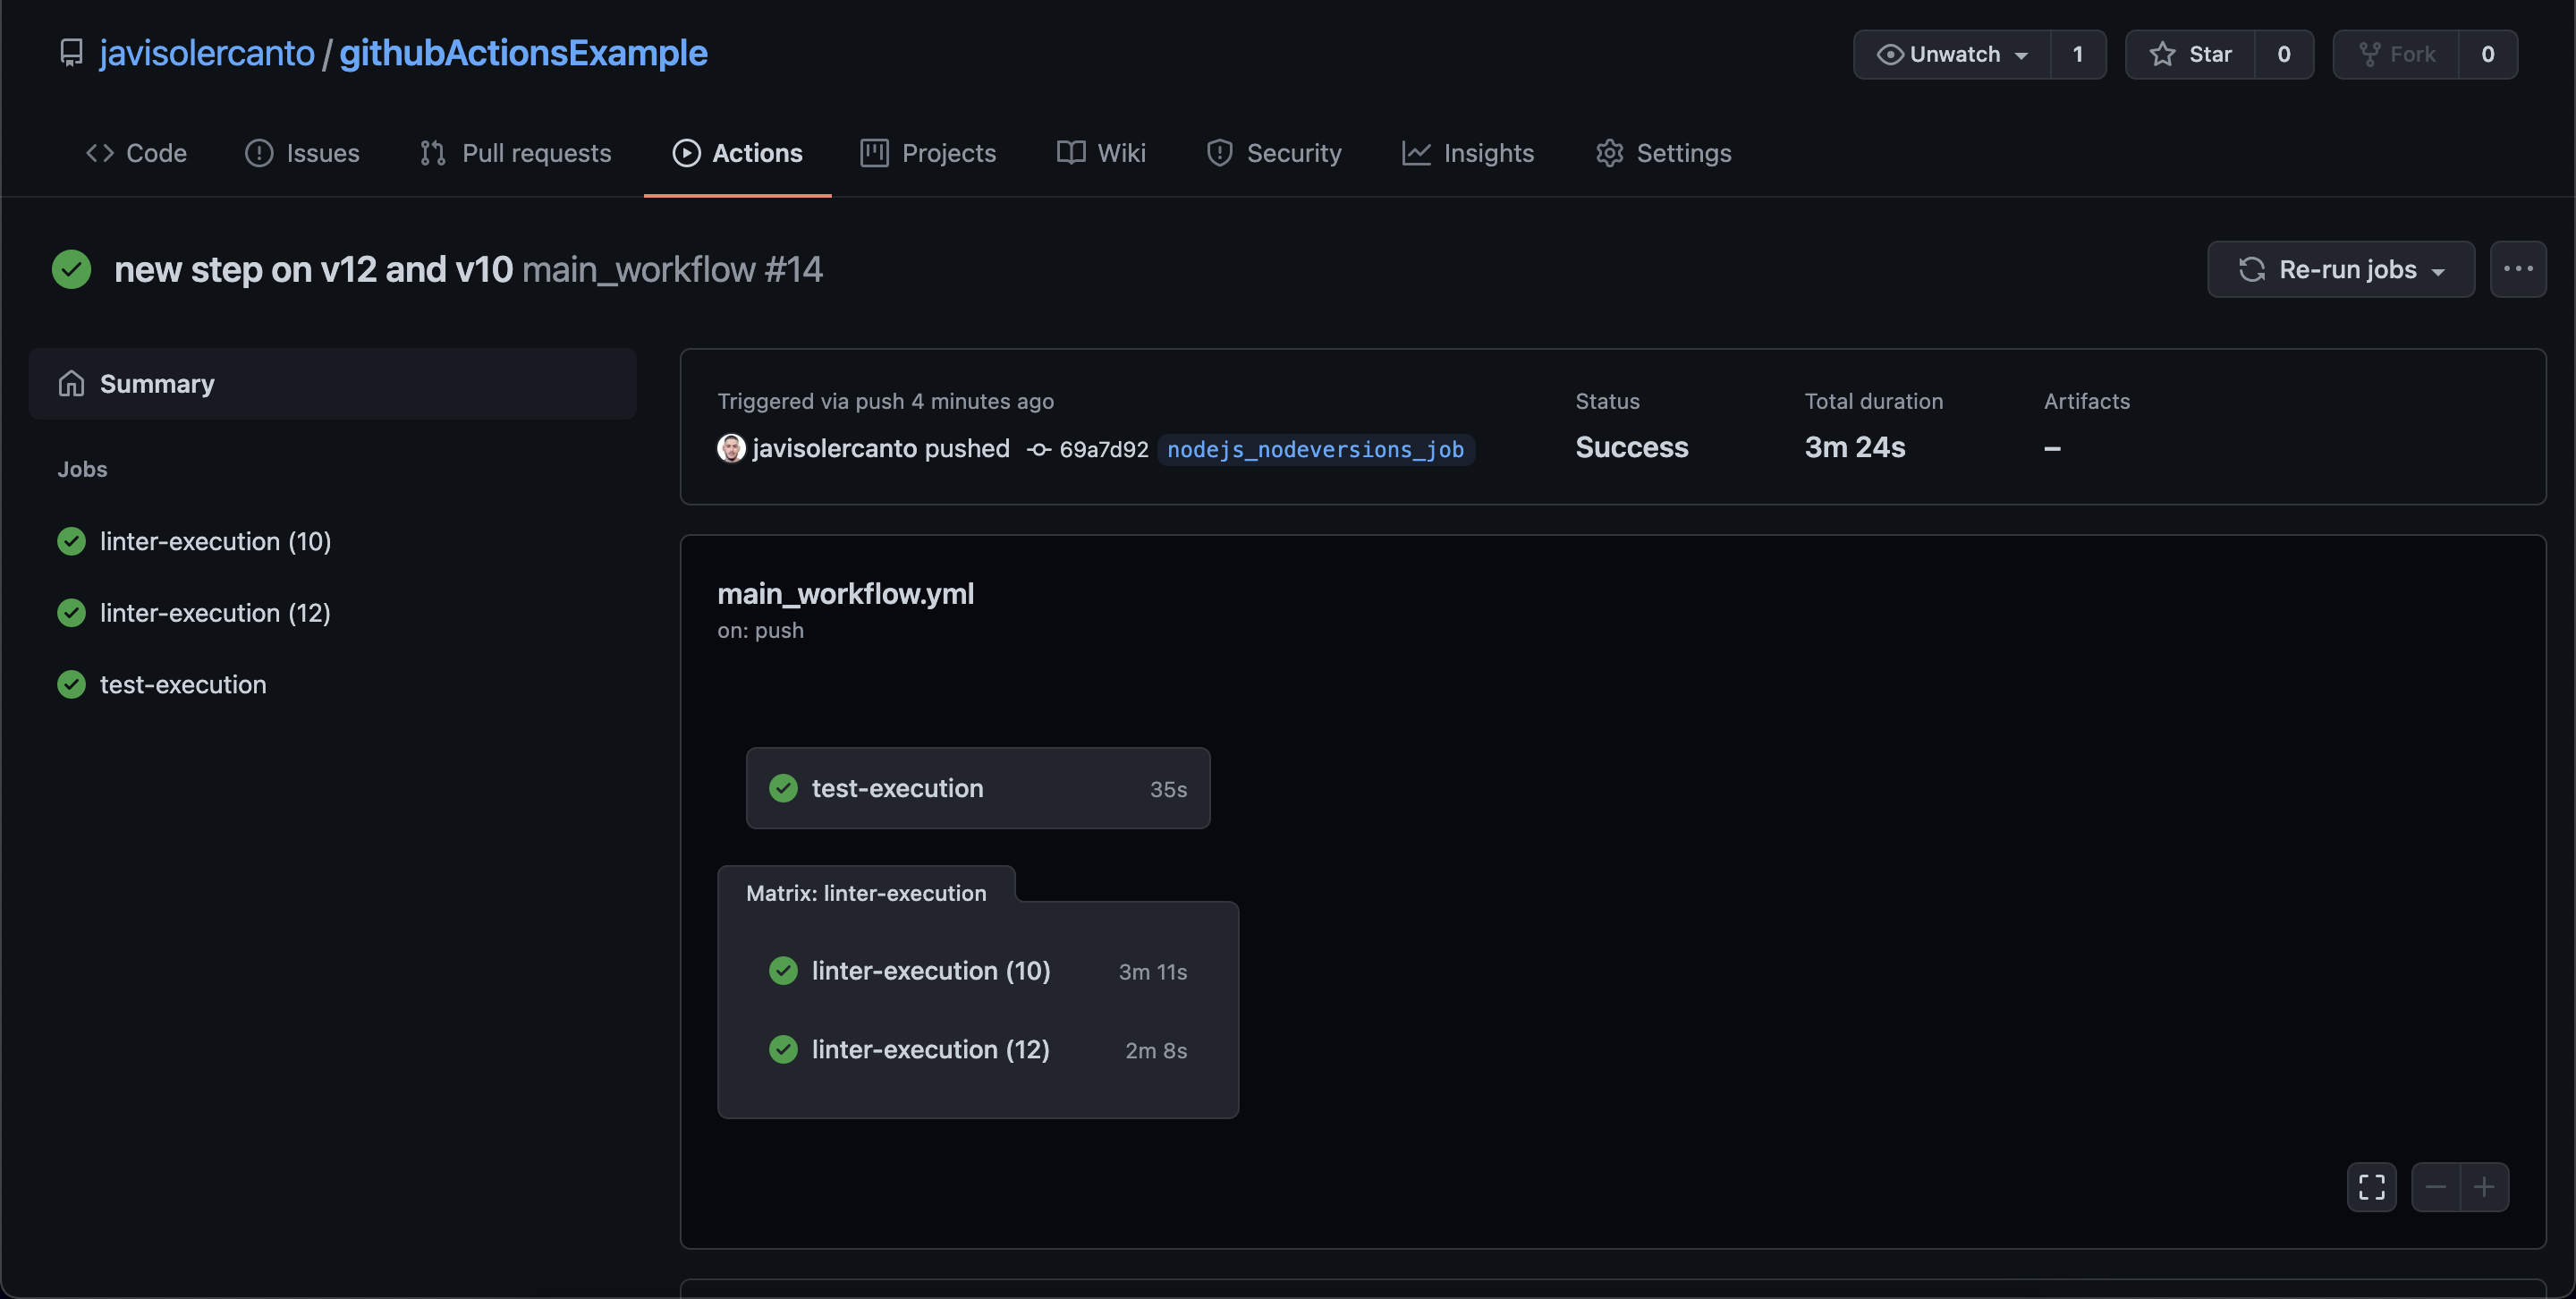 javisolercanto / githubActionsExample
Unwatch 1 Star 0 Fork 0
Code Issues Pull requests Actions Projects Wiki Security Insights Settings
new step on v12 and v10 main_workflow #14
Re-run jobs
Summary
Jobs
linter-execution (10)
linter-execution (12)
test-execution
Triggered via push 4 minutes ago
javisolercanto pushed 69a7d92 nodejs_nodeversions_job
Status
Success
Total duration
3m 24s
Artifacts
–
main_workflow.yml
on: push
test-execution 35s
Matrix: linter-execution
linter-execution (10) 3m 11s
linter-execution (12) 2m 8s